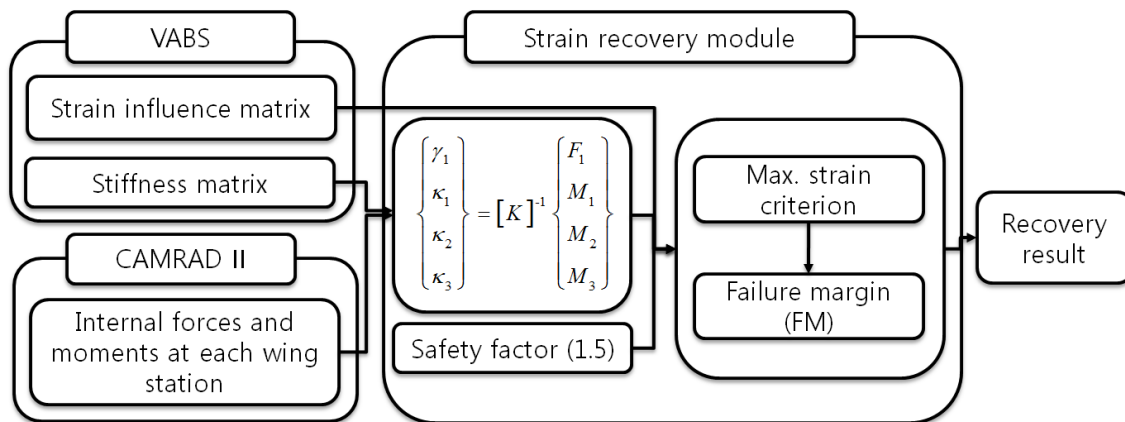 VABS
Strain influence matrix
Stiffness matrix
CAMRAD II
Internal forces and
moments at each wing
station
Strain recovery module
{γ₁ κ₁ κ₂ κ₃} = [K]⁻¹ {F₁ M₁ M₂ M₃}
Safety factor (1.5)
Max. strain
criterion
Failure margin
(FM)
Recovery
result